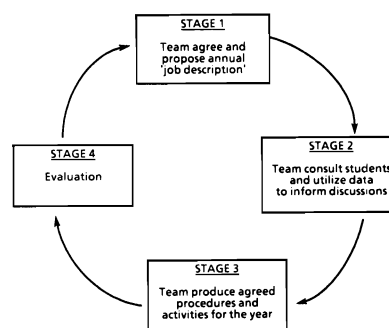 STAGE 1
Team agree and
propose annual
'job description'
STAGE 2
Team consult students
and utilize data
to inform discussions
STAGE 3
Team produce agreed
procedures and
activities for the year
STAGE 4
Evaluation